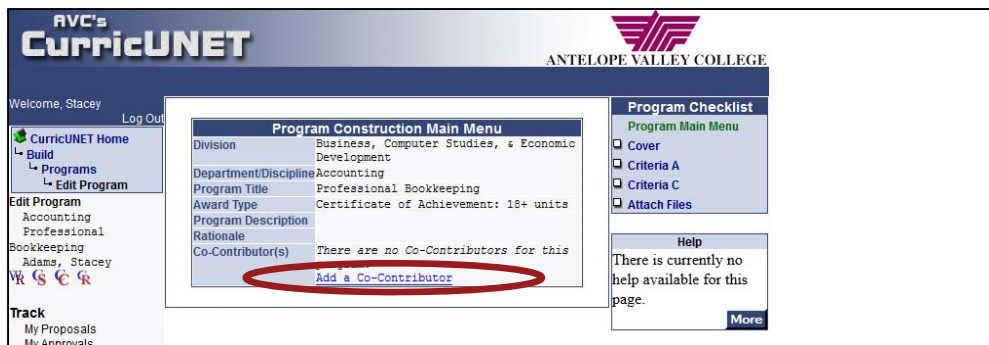 AVC's
CurricUNET
ANTELOPE VALLEY COLLEGE
Welcome, Stacey
Log Out
CurricUNET Home
Build
Programs
Edit Program
Edit Program
Accounting
Professional
Bookkeeping
Adams, Stacey
WR CS CC CR
Track
My Proposals
My Approvals
Program Construction Main Menu
Division Business, Computer Studies, & Economic
Development
Department/Discipline Accounting
Program Title Professional Bookkeeping
Award Type Certificate of Achievement: 18+ units
Program Description
Rationale
Co-Contributor(s) There are no Co-Contributors for this
Add a Co-Contributor
Program Checklist
Program Main Menu
Cover
Criteria A
Criteria C
Attach Files
Help
There is currently no
help available for this
page.
More